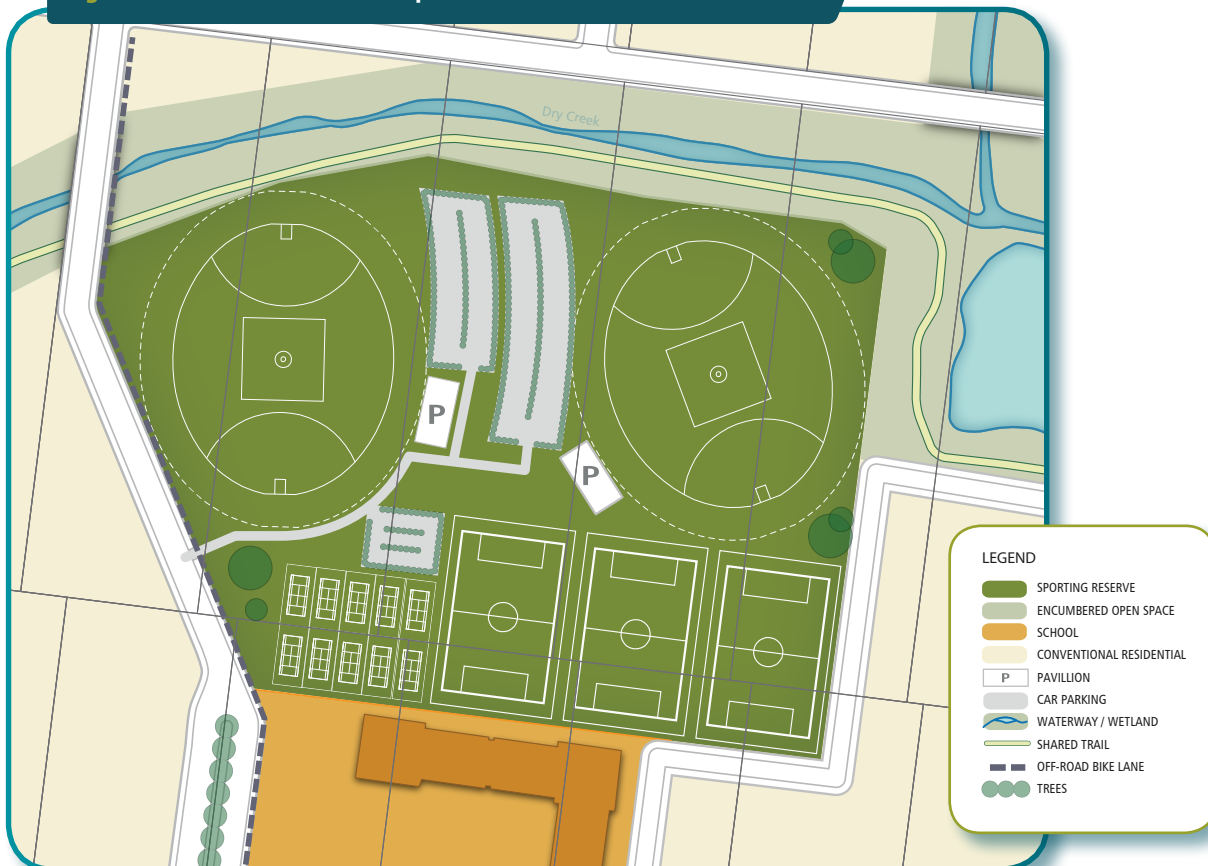 Dry Creek
P
P
LEGEND
SPORTING RESERVE
ENCUMBERED OPEN SPACE
SCHOOL
CONVENTIONAL RESIDENTIAL
P PAVILLION
CAR PARKING
WATERWAY / WETLAND
SHARED TRAIL
OFF-ROAD BIKE LANE
TREES